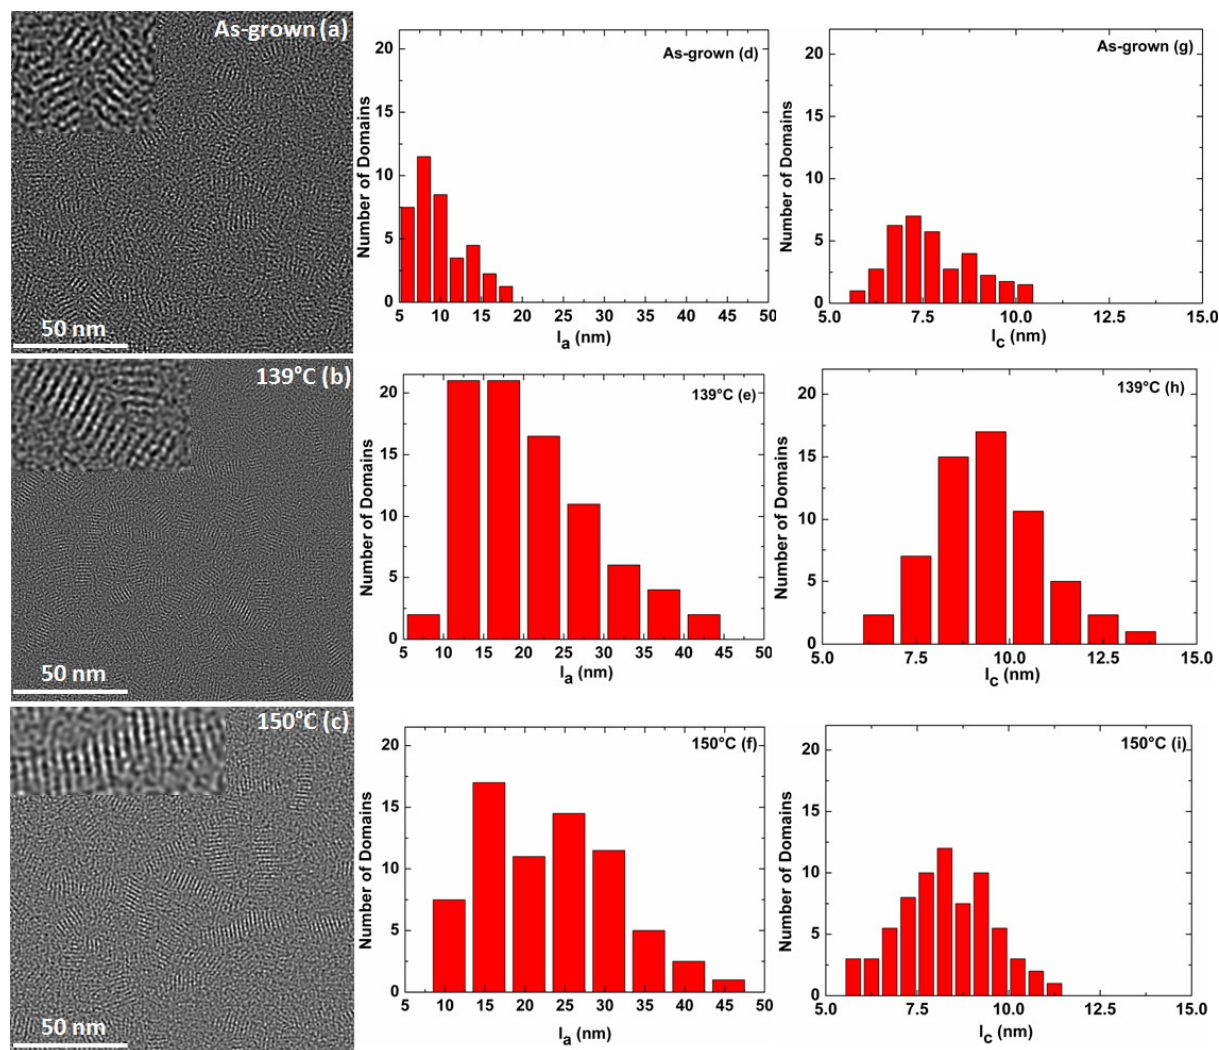 As-grown (a)
50 nm
As-grown (d)
Number of Domains
20
15
10
5
0
5 10 15 20 25 30 35 40 45 50
la (nm)
As-grown (g)
Number of Domains
20
15
10
5
0
5.0 7.5 10.0 12.5 15.0
lc (nm)
139°C (b)
50 nm
139°C (e)
Number of Domains
20
15
10
5
0
5 10 15 20 25 30 35 40 45 50
la (nm)
139°C (h)
Number of Domains
20
15
10
5
0
5.0 7.5 10.0 12.5 15.0
lc (nm)
150°C (c)
50 nm
150°C (f)
Number of Domains
20
15
10
5
0
5 10 15 20 25 30 35 40 45 50
la (nm)
150°C (i)
Number of Domains
20
15
10
5
0
5.0 7.5 10.0 12.5 15.0
lc (nm)